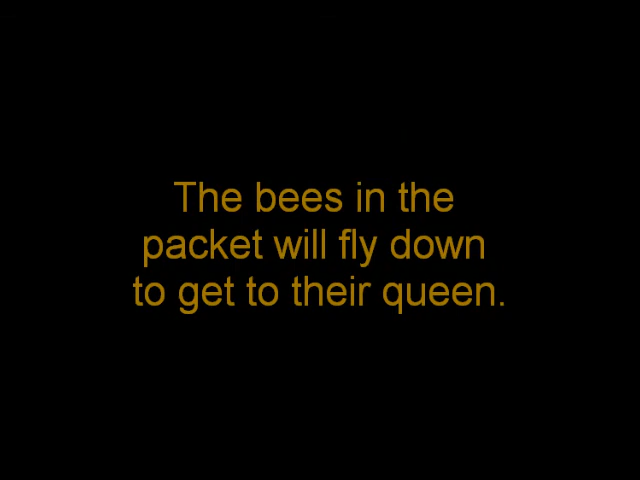 The bees in the
packet will fly down
to get to their queen.